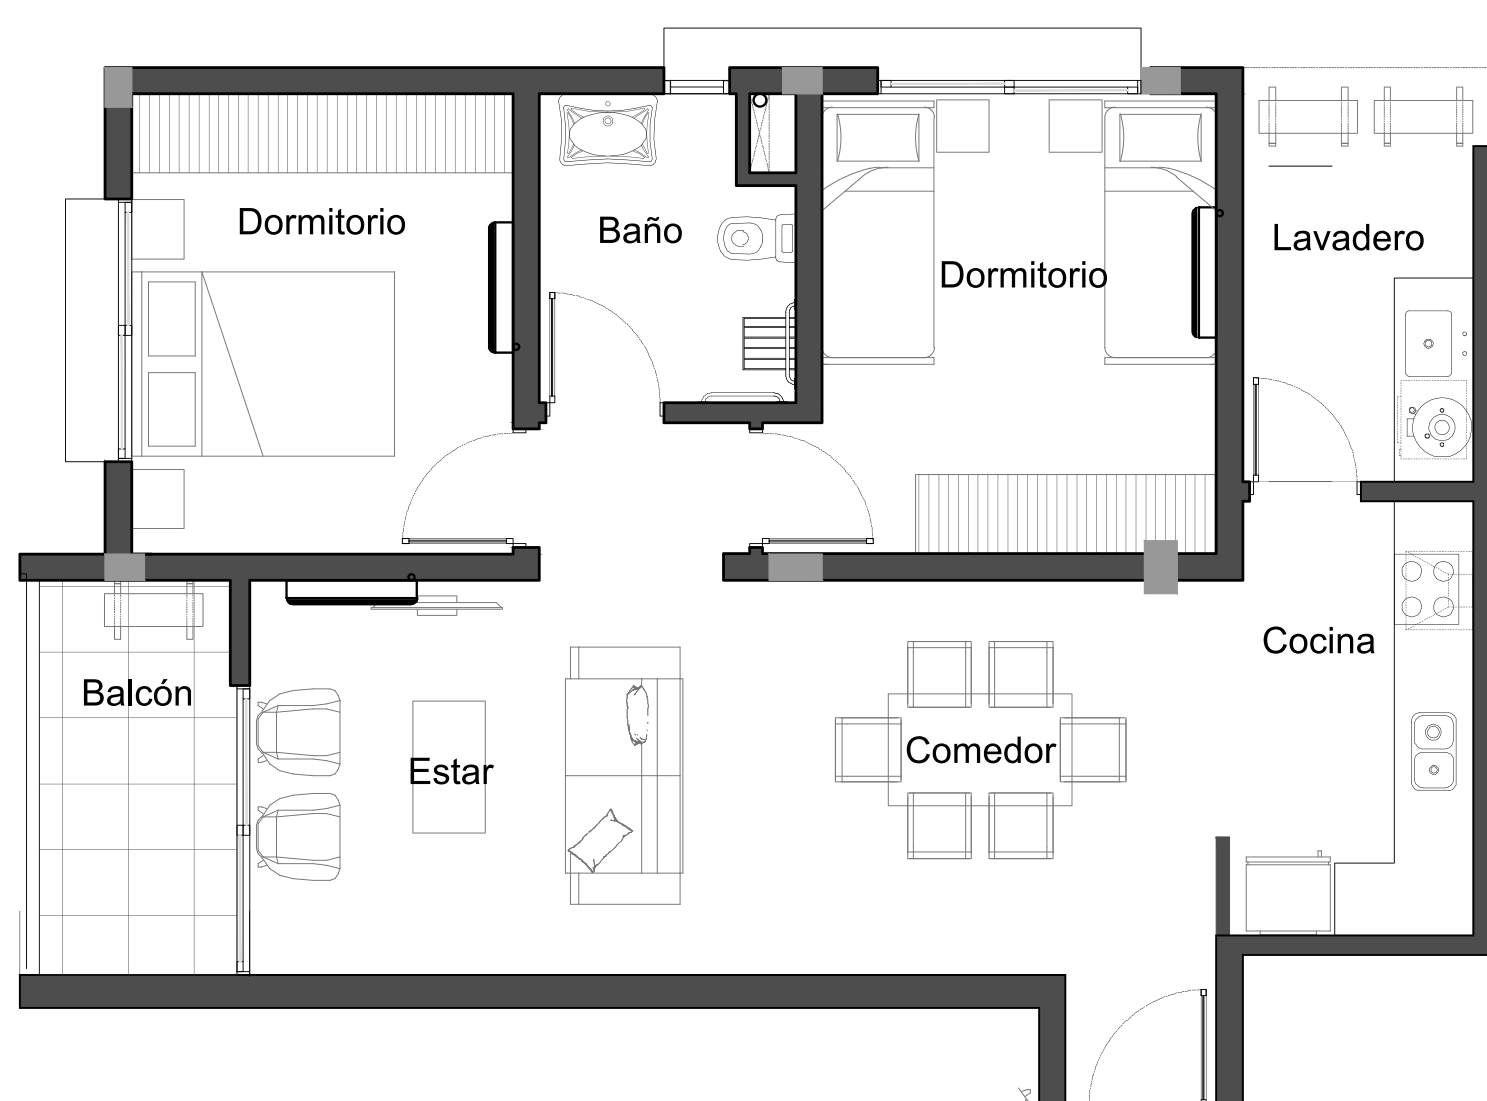 Dormitorio
Baño
Dormitorio
Lavadero
Balcón
Estar
Comedor
Cocina